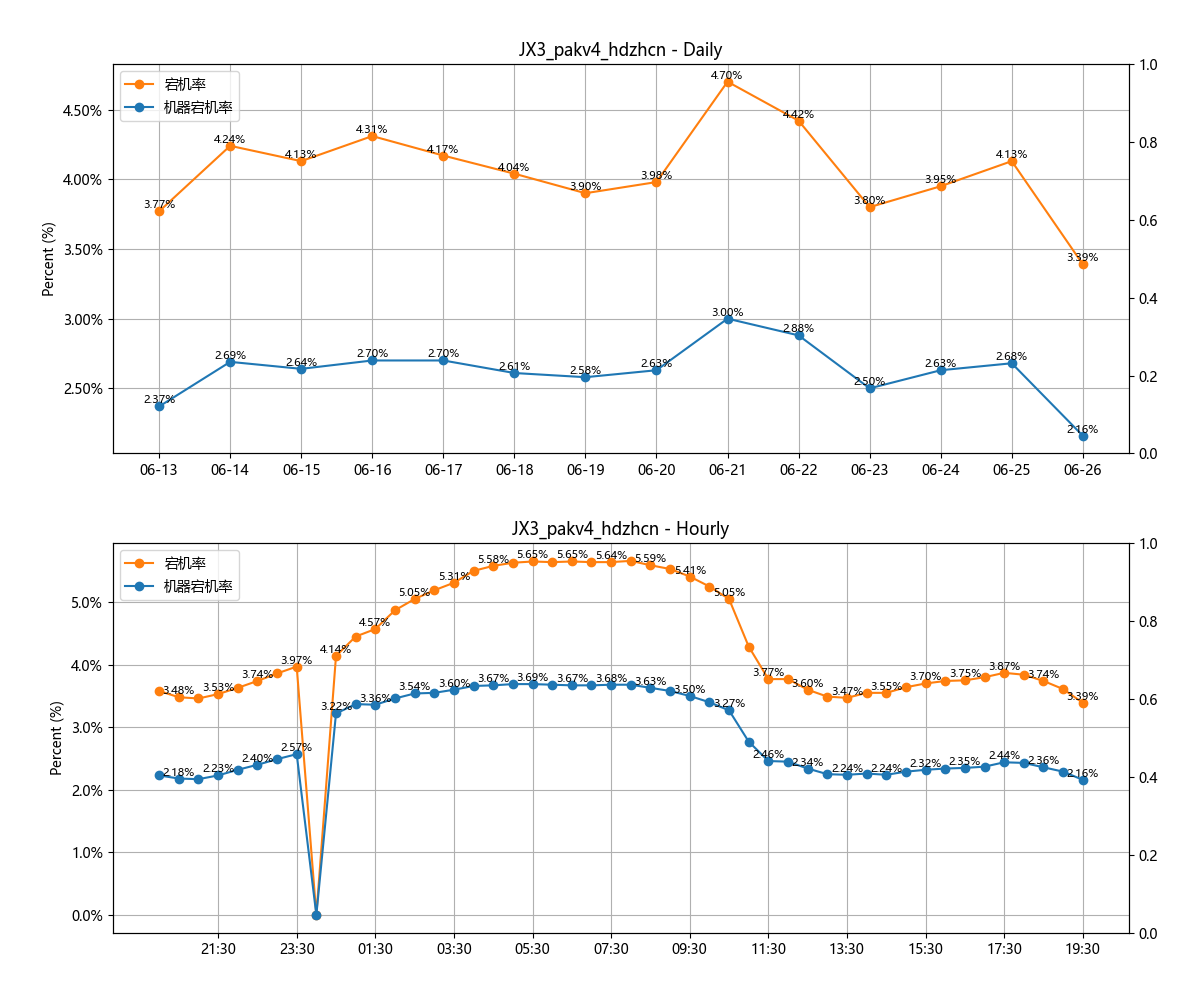 JX3_pakv4_hdzhcn - Daily
宕机率
机器宕机率
Percent (%)
4.50%
4.00%
3.50%
3.00%
2.50%
1.0
0.8
0.6
0.4
0.2
0.0
3.77% 4.24% 4.13% 4.31% 4.17% 4.04% 3.90% 3.98% 4.70% 4.42% 3.80% 3.95% 4.13% 3.39%
2.37% 2.69% 2.64% 2.70% 2.70% 2.61% 2.58% 2.63% 3.00% 2.88% 2.50% 2.63% 2.68% 2.16%
06-13 06-14 06-15 06-16 06-17 06-18 06-19 06-20 06-21 06-22 06-23 06-24 06-25 06-26
JX3_pakv4_hdzhcn - Hourly
宕机率
机器宕机率
Percent (%)
5.0%
4.0%
3.0%
2.0%
1.0%
0.0%
1.0
0.8
0.6
0.4
0.2
0.0
3.48% 3.53% 3.74% 3.97% 4.14% 4.57% 5.05% 5.31% 5.58% 5.65% 5.65% 5.64% 5.59% 5.41% 5.05% 3.77% 3.60% 3.47% 3.55% 3.70% 3.75% 3.87% 3.74% 3.39%
2.18% 2.23% 2.40% 2.57% 3.22% 3.36% 3.54% 3.60% 3.67% 3.69% 3.67% 3.68% 3.63% 3.50% 3.27% 2.46% 2.34% 2.24% 2.24% 2.32% 2.35% 2.44% 2.36% 2.16%
21:30 23:30 01:30 03:30 05:30 07:30 09:30 11:30 13:30 15:30 17:30 19:30